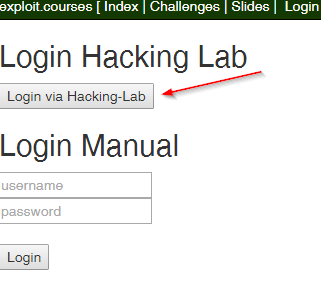 exploit.courses [ Index | Challenges | Slides | Login
Login Hacking Lab
Login via Hacking-Lab
Login Manual
username
password
Login